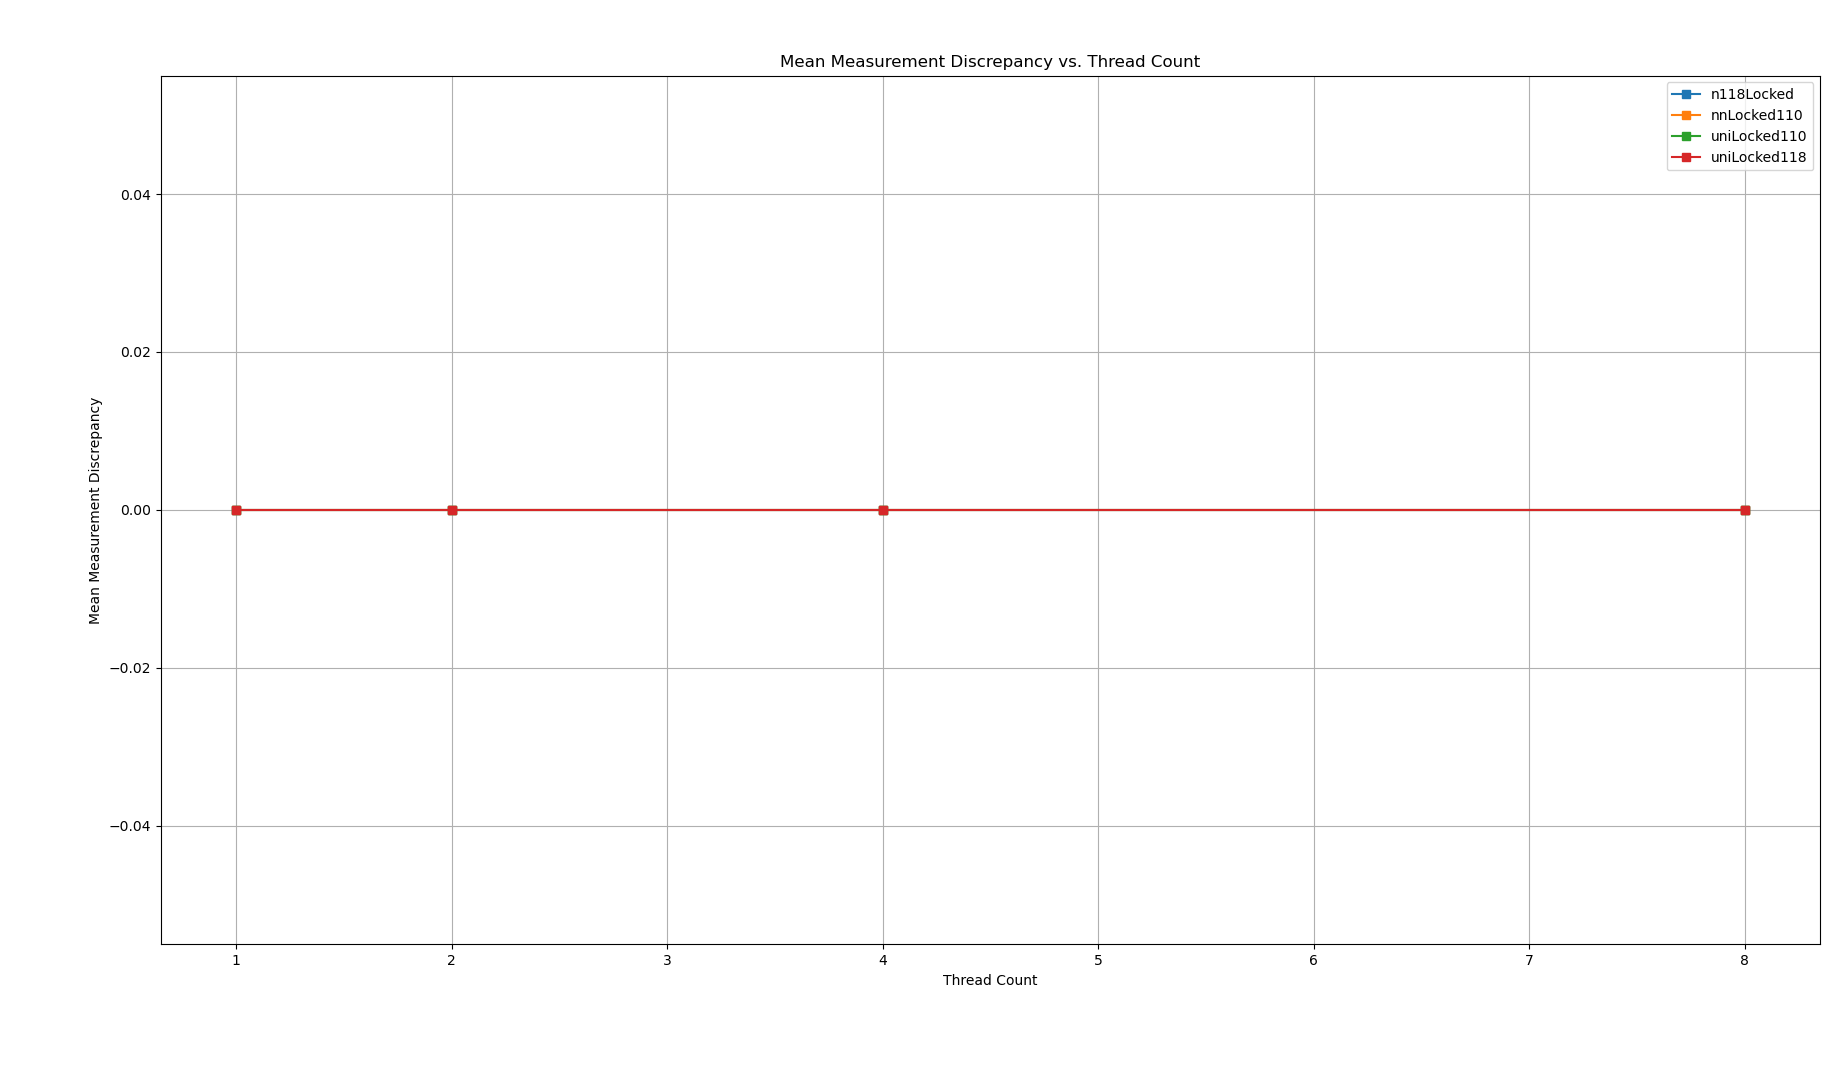 Mean Measurement Discrepancy vs. Thread Count
n118Locked
nnLocked110
uniLocked110
uniLocked118
0.04
0.02
0.00
−0.02
−0.04
Mean Measurement Discrepancy
1 2 3 4 5 6 7 8
Thread Count